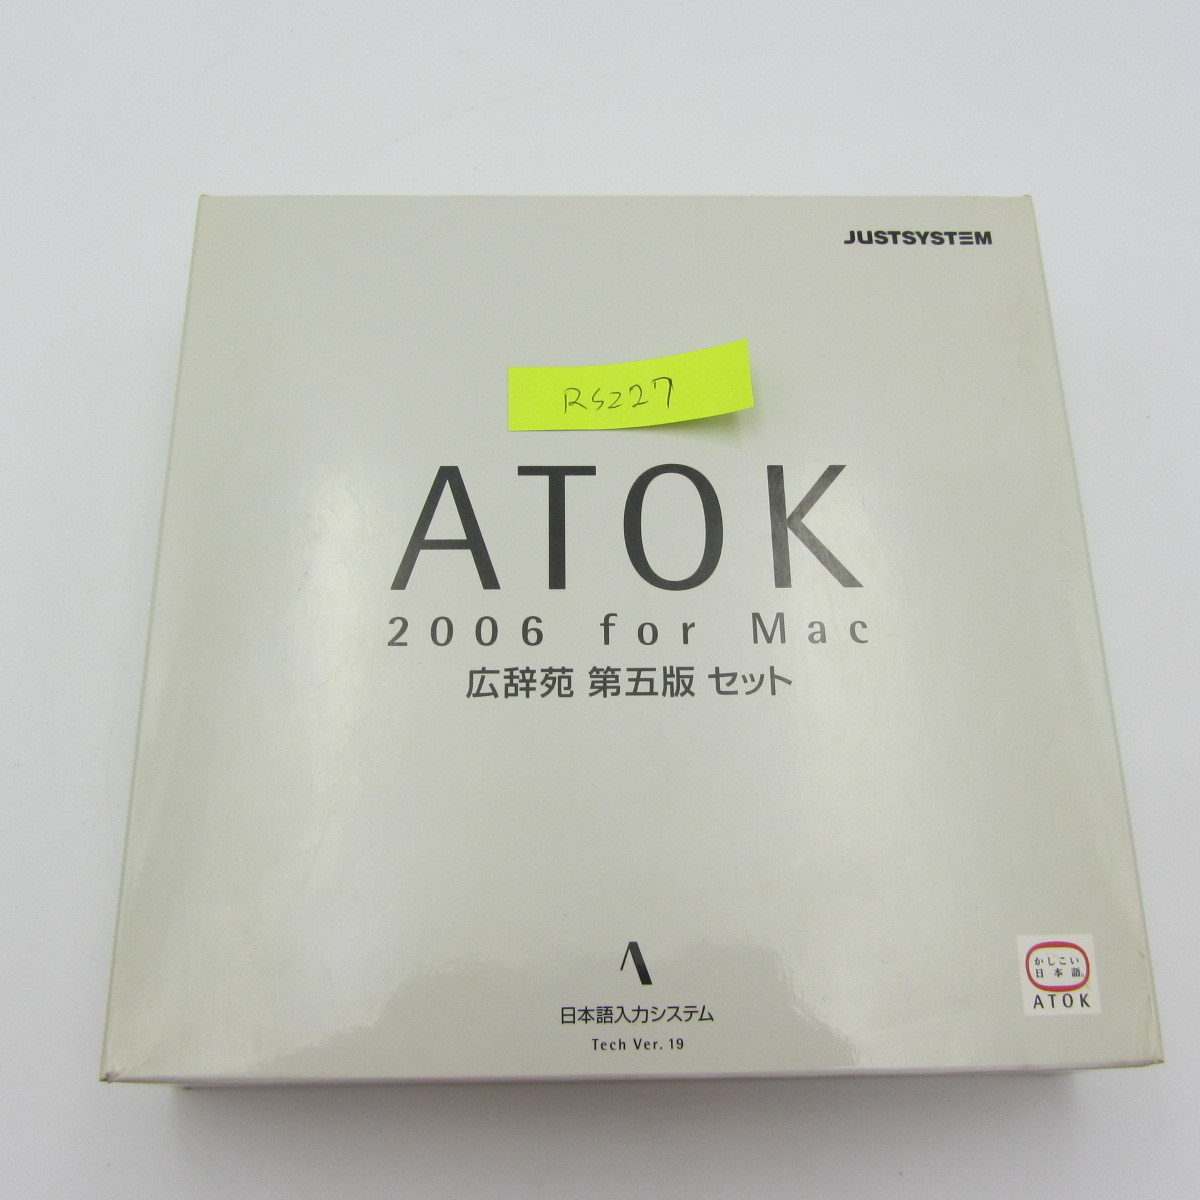 JUSTSYSTEM
RS227
ATOK
2006 for Mac
広辞苑 第五版 セット
日本語入力システム
Tech Ver. 19
かしこい
日本語。
ATOK